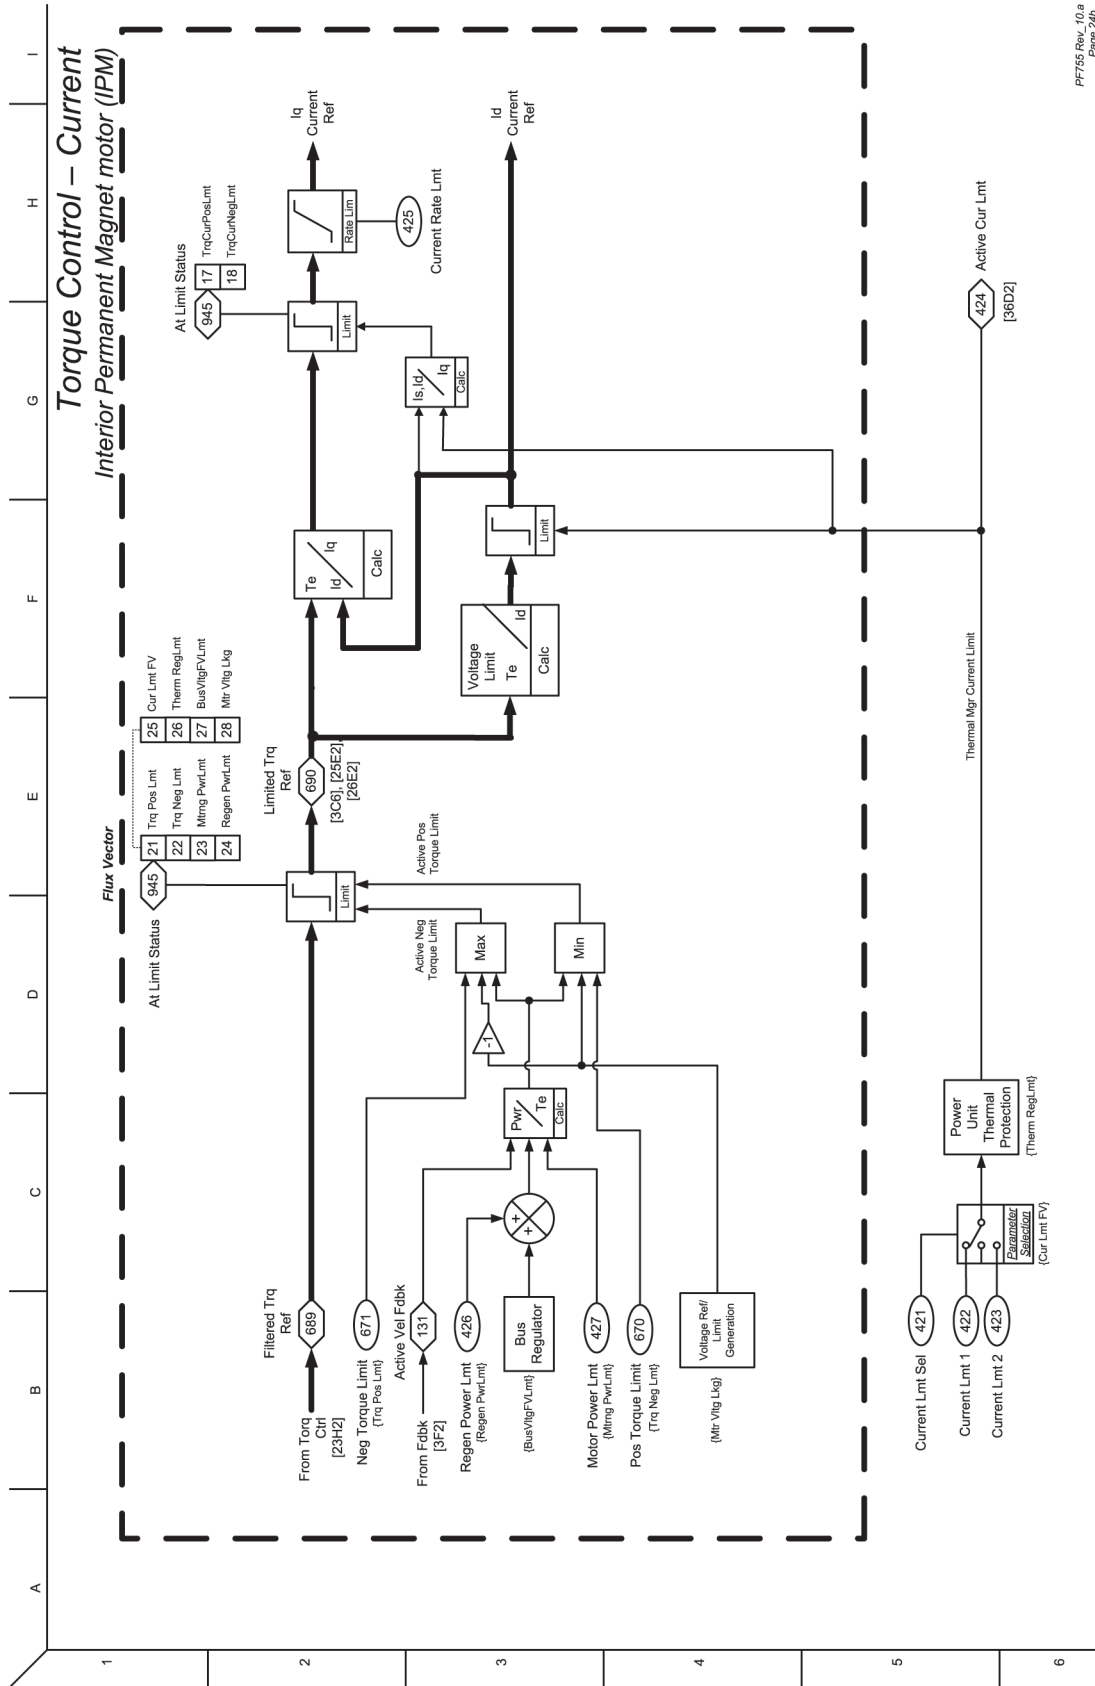 Torque Control – Current
Interior Permanent Magnet motor (IPM)
A
B
C
D
E
F
G
H
I
1
2
3
4
5
6
Flux Vector
At Limit Status
945
21
Trq Pos Lmt
22
Trq Neg Lmt
23
Mtrng PwrLmt
24
Regen PwrLmt
25
Cur Lmt FV
26
Therm RegLmt
27
BusVltgFVLmt
28
Mtr Vltg Lkg
At Limit Status
945
17
TrqCurPosLmt
18
TrqCurNegLmt
From Torq
Ctrl
[23H2]
Filtered Trq
Ref
689
Limit
Limited Trq
Ref
690
[3C6], [25E2],
[26E2]
Te
Iq
Id
Calc
Limit
Rate Lim
Iq
Current
Ref
425
Current Rate Lmt
Neg Torque Limit
{Trq Pos Lmt}
671
From Fdbk
[3F2]
Active Vel Fdbk
131
Regen Power Lmt
{Regen PwrLmt}
426
Bus
Regulator
{BusVltgFVLmt}
+
+
Motor Power Lmt
{Mtrng PwrLmt}
427
Pos Torque Limit
{Trq Neg Lmt}
670
Voltage Ref/
Limit
Generation
{Mtr Vltg Lkg}
Pwr
Te
Calc
-1
Max
Min
Active Neg
Torque Limit
Active Pos
Torque Limit
Voltage
Limit
Te
Id
Calc
Limit
Is,Id
Iq
Calc
Id
Current
Ref
Current Lmt Sel
421
Current Lmt 1
422
Current Lmt 2
423
Parameter
Selection
{Cur Lmt FV}
Power
Unit
Thermal
Protection
{Therm RegLmt}
Thermal Mgr Current Limit
424
Active Cur Lmt
[36D2]
PF755 Rev_10.a
Page 24b